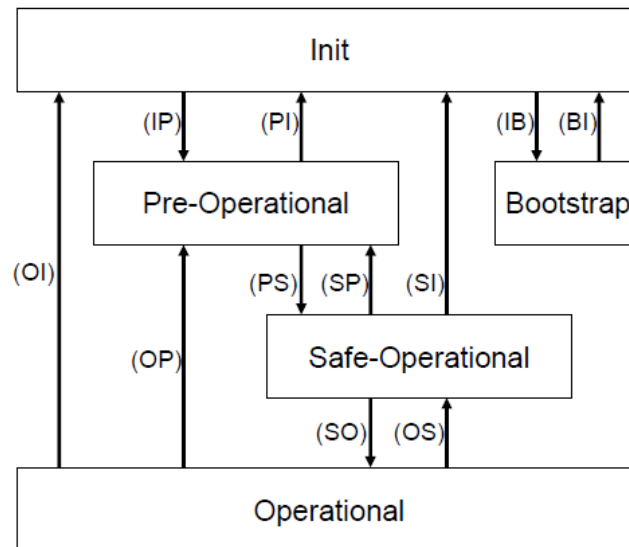 Init
(IP) (PI) (IB) (BI)
Pre-Operational Bootstrap
(OI) (PS) (SP) (SI)
(OP) Safe-Operational
(SO) (OS)
Operational